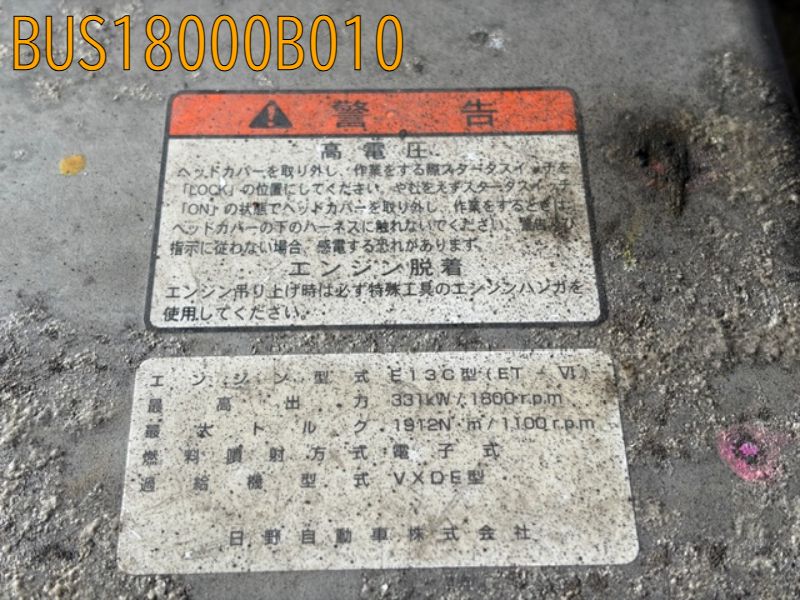 BUS18000B010
警告
高電圧
ヘッドカバーを取り外し、作業をする際スタータスイッチを
「LOCK」の位置にしてください。やむをえずスタータスイッチ
「ON」の状態でヘッドカバーを取り外し、作業をするときは、
ヘッドカバーの下のハーネスに触れないでください。警告及び
指示に従わない場合、感電する恐れがあります。
エンジン脱着
エンジン吊り上げ時は必ず特殊工具のエンジンハンガを
使用してください。
エンジン型式 E13C型(ET-Ⅵ)
最高出力 331kW/1800r.p.m
最大トルク 1912N·m/1100r.p.m
燃料噴射方式 電子式
過給機型式 VXDE型
日野自動車株式会社